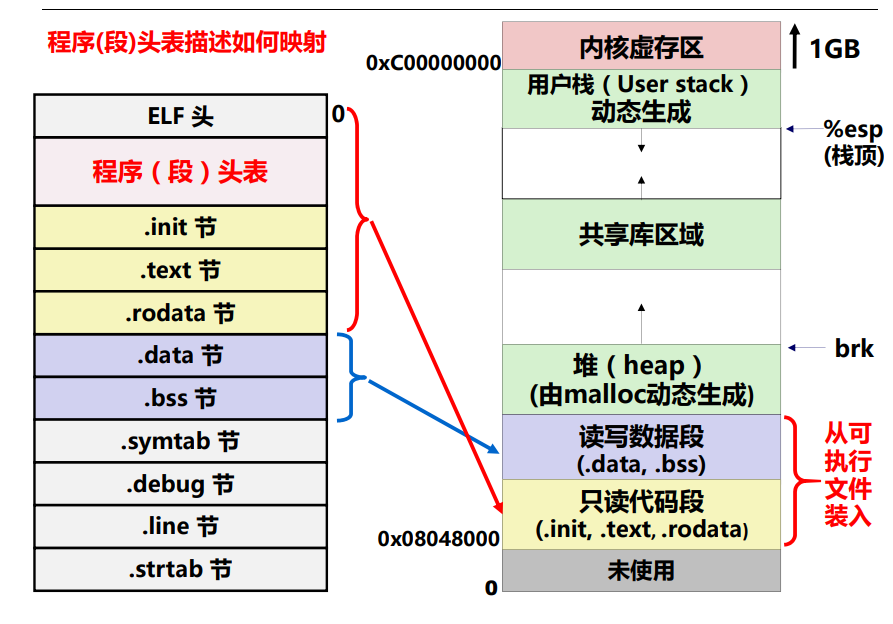 程序(段)头表描述如何映射
ELF 头
0
程序（段）头表
.init 节
.text 节
.rodata 节
.data 节
.bss 节
.symtab 节
.debug 节
.line 节
.strtab 节
0xC00000000
内核虚存区
1GB
用户栈（User stack）
动态生成
%esp
(栈顶)
共享库区域
brk
堆（heap）
(由malloc动态生成)
读写数据段
(.data, .bss)
只读代码段
(.init, .text, .rodata)
从可
执行
文件
装入
0x08048000
未使用
0